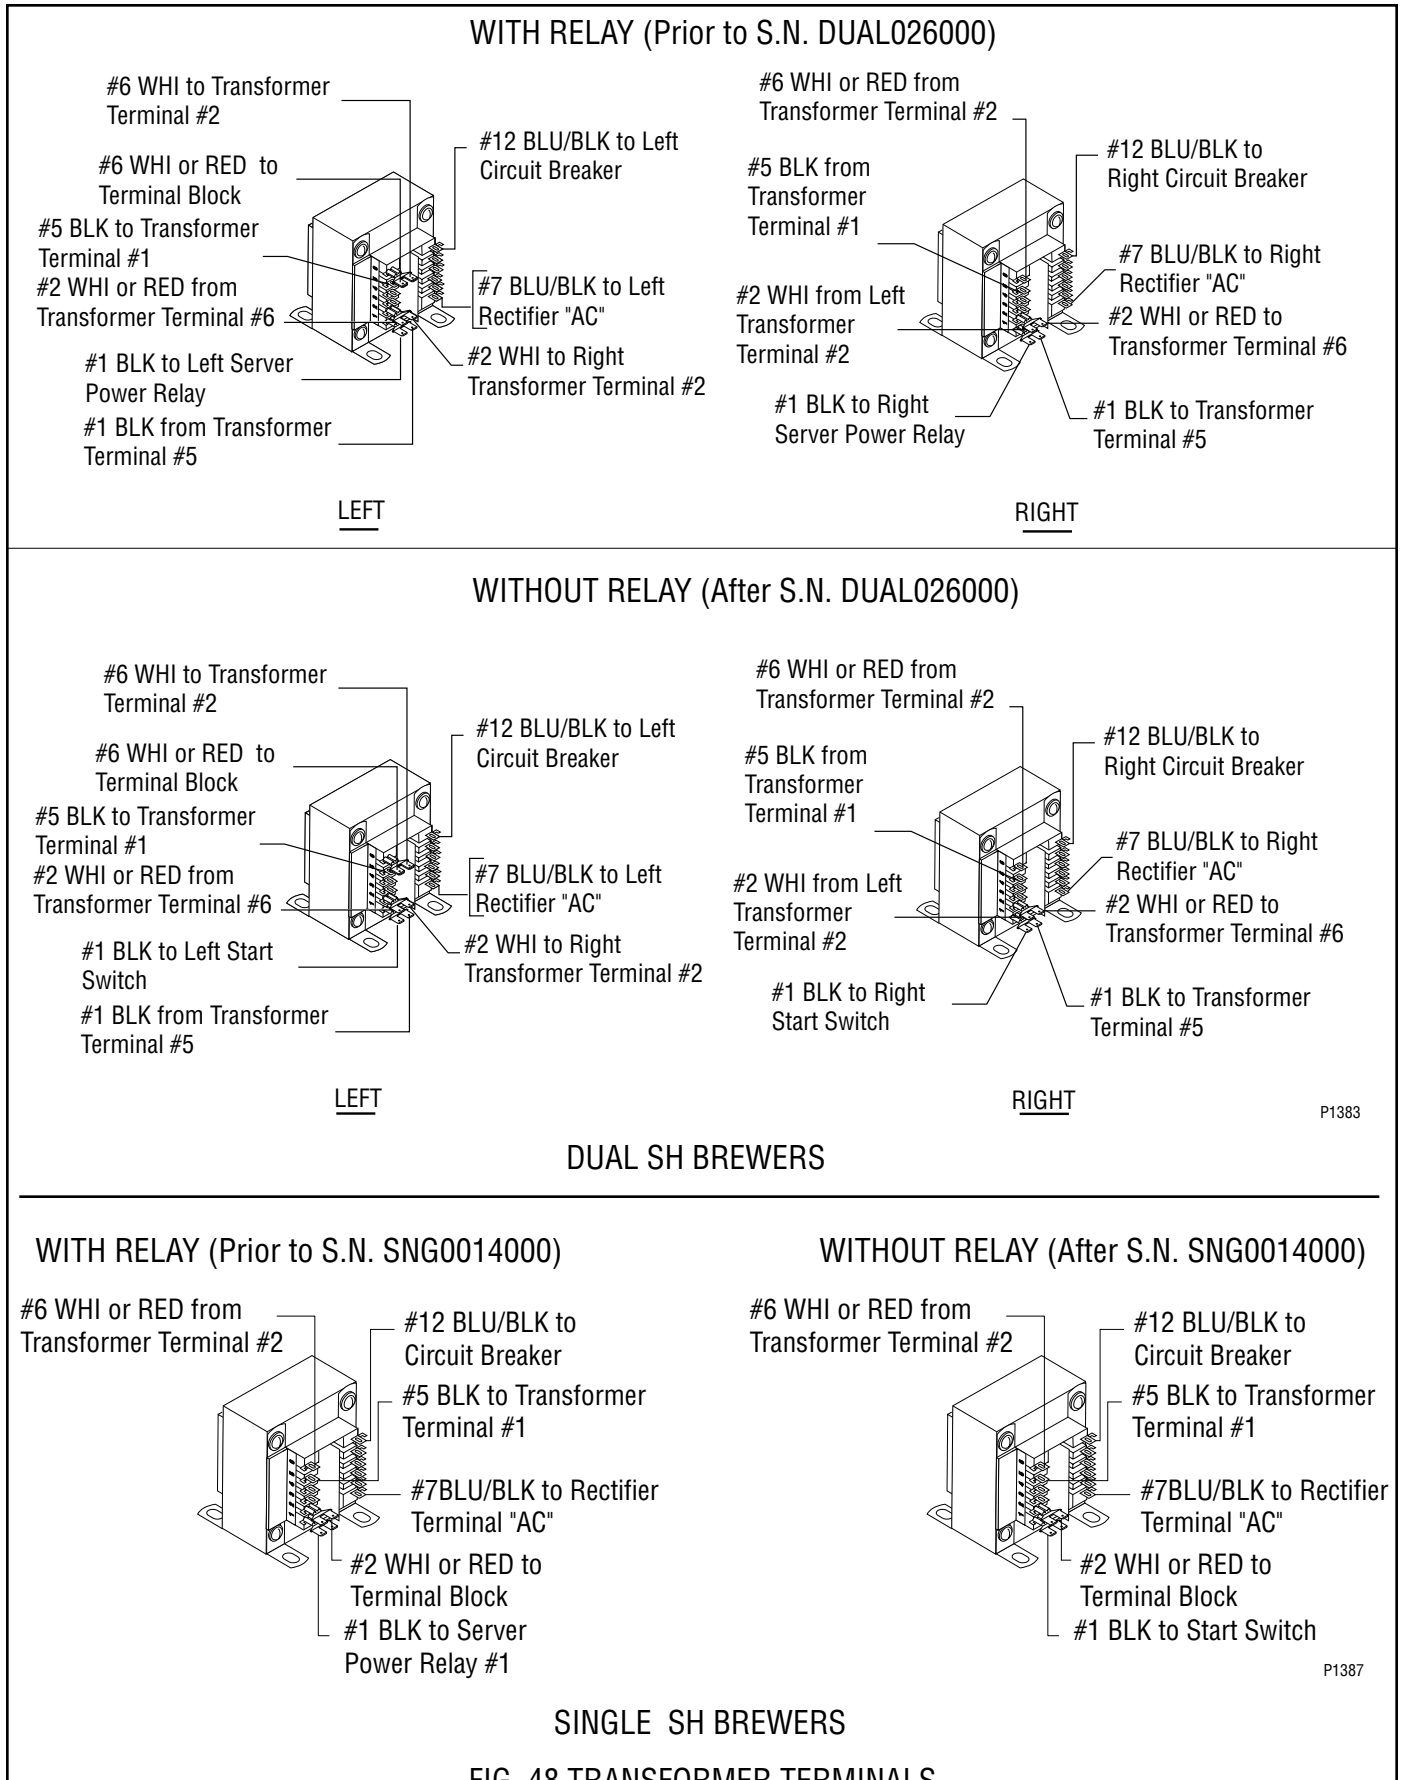 WITH RELAY (Prior to S.N. DUAL026000)
#6 WHI to Transformer
Terminal #2
#6 WHI or RED to
Terminal Block
#5 BLK to Transformer
Terminal #1
#2 WHI or RED from
Transformer Terminal #6
#1 BLK to Left Server
Power Relay
#1 BLK from Transformer
Terminal #5
#12 BLU/BLK to Left
Circuit Breaker
#7 BLU/BLK to Left
Rectifier "AC"
#2 WHI to Right
Transformer Terminal #2
LEFT
#6 WHI or RED from
Transformer Terminal #2
#5 BLK from
Transformer
Terminal #1
#2 WHI from Left
Transformer
Terminal #2
#1 BLK to Right
Server Power Relay
#12 BLU/BLK to
Right Circuit Breaker
#7 BLU/BLK to Right
Rectifier "AC"
#2 WHI or RED to
Transformer Terminal #6
#1 BLK to Transformer
Terminal #5
RIGHT
WITHOUT RELAY (After S.N. DUAL026000)
#6 WHI to Transformer
Terminal #2
#6 WHI or RED to
Terminal Block
#5 BLK to Transformer
Terminal #1
#2 WHI or RED from
Transformer Terminal #6
#1 BLK to Left Start
Switch
#1 BLK from Transformer
Terminal #5
#12 BLU/BLK to Left
Circuit Breaker
#7 BLU/BLK to Left
Rectifier "AC"
#2 WHI to Right
Transformer Terminal #2
LEFT
#6 WHI or RED from
Transformer Terminal #2
#5 BLK from
Transformer
Terminal #1
#2 WHI from Left
Transformer
Terminal #2
#1 BLK to Right
Start Switch
#12 BLU/BLK to
Right Circuit Breaker
#7 BLU/BLK to Right
Rectifier "AC"
#2 WHI or RED to
Transformer Terminal #6
#1 BLK to Transformer
Terminal #5
RIGHT
P1383
DUAL SH BREWERS
WITH RELAY (Prior to S.N. SNG0014000)
#6 WHI or RED from
Transformer Terminal #2
#12 BLU/BLK to
Circuit Breaker
#5 BLK to Transformer
Terminal #1
#7BLU/BLK to Rectifier
Terminal "AC"
#2 WHI or RED to
Terminal Block
#1 BLK to Server
Power Relay #1
WITHOUT RELAY (After S.N. SNG0014000)
#6 WHI or RED from
Transformer Terminal #2
#12 BLU/BLK to
Circuit Breaker
#5 BLK to Transformer
Terminal #1
#7BLU/BLK to Rectifier
Terminal "AC"
#2 WHI or RED to
Terminal Block
#1 BLK to Start Switch
P1387
SINGLE SH BREWERS
FIG. 48 TRANSFORMER TERMINALS